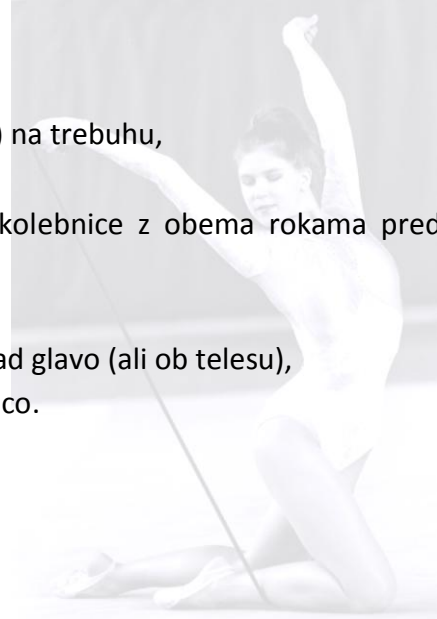 ) na trebuhu,
kolebnice z obema rokama pred
ad glavo (ali ob telesu),
co.